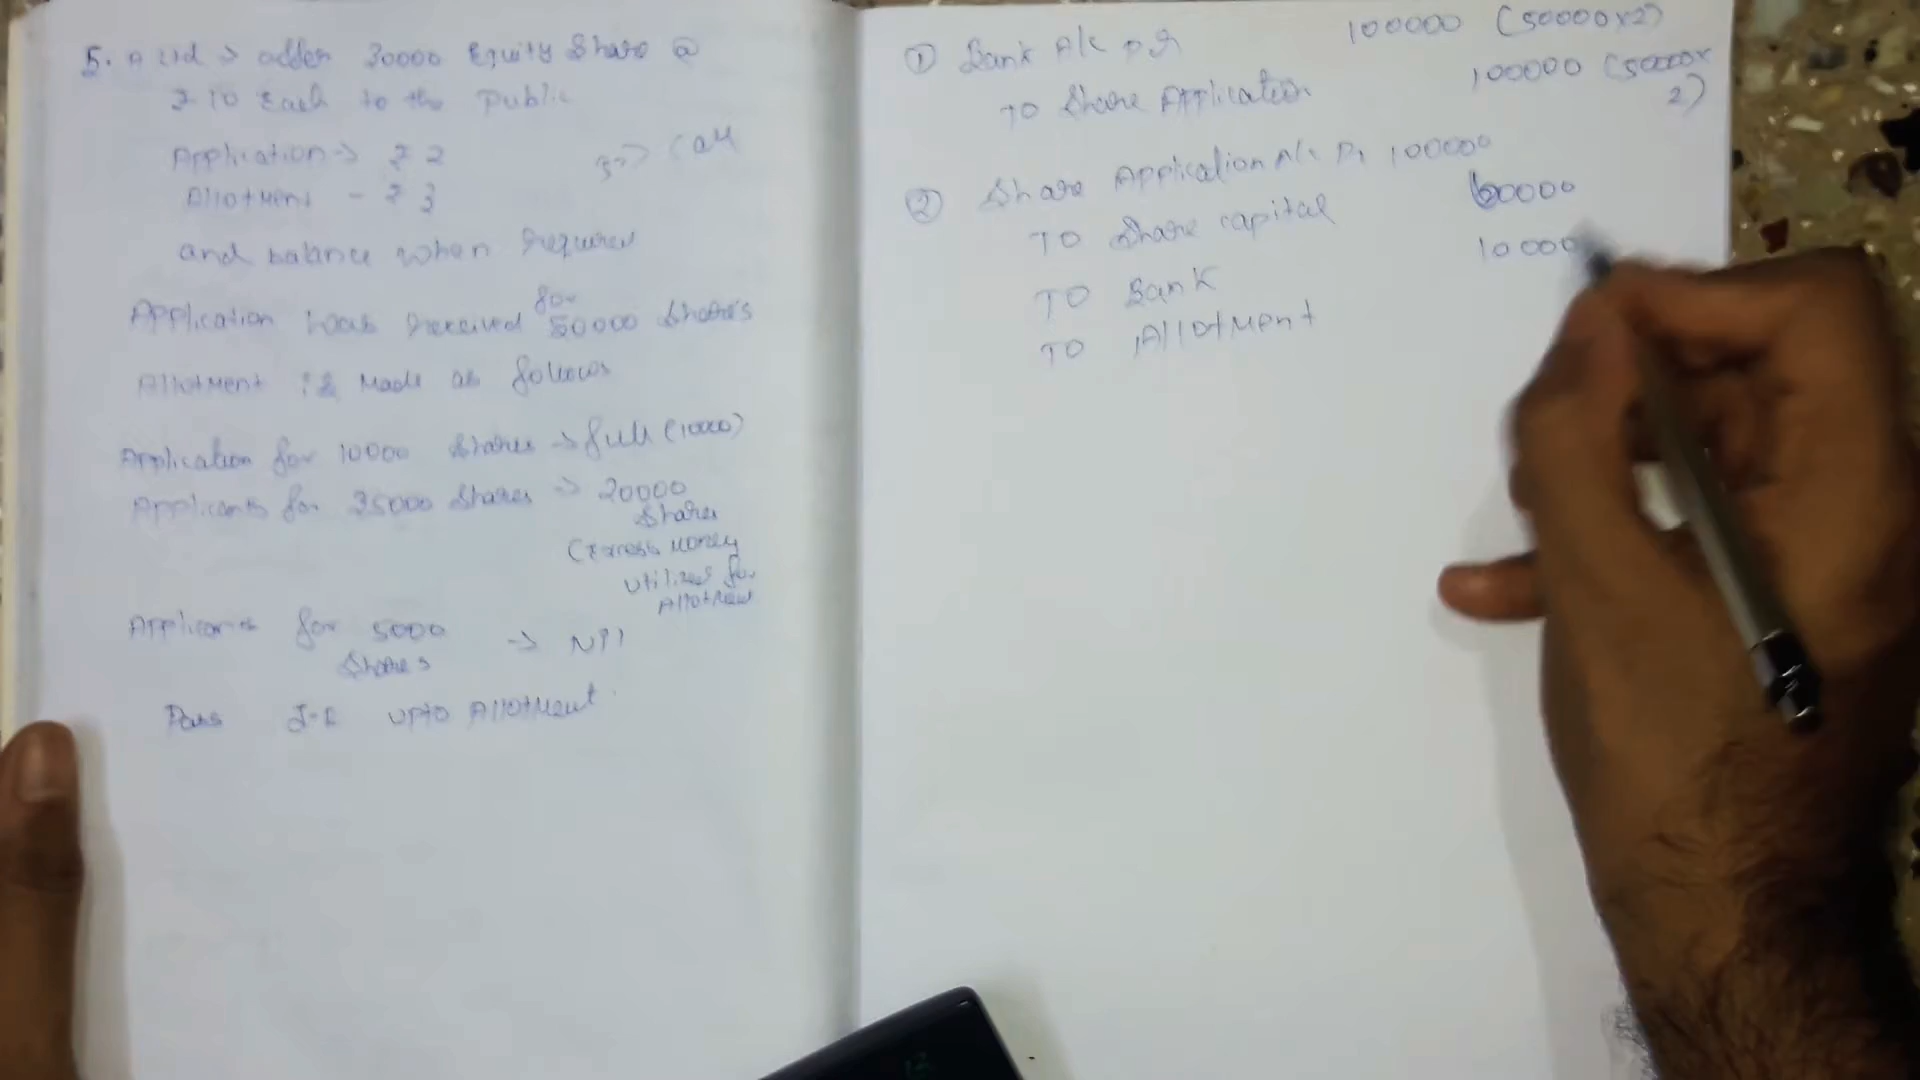 5. A Ltd → offer 30000 Equity Share @
₹ 10 Each to the Public
Application → ₹ 2
Allotment - ₹ 3
→ Call
and balance when required
Application was received for 50000 Shares
Allotment is Made as follows
Application for 10000 Shares → full (10000)
Applicants for 35000 Shares → 20000
Shares
(Excess Money
utilized for
Allotment
Applicants for 5000
Shares
→ Nil
Pass J-E upto Allotment
① Bank A/c Dr 100000 (50000x2)
TO Share Application 100000 (50000x
2)
② Share Application A/c Dr 100000
TO Share capital 60000
TO Bank 10000
TO Allotment